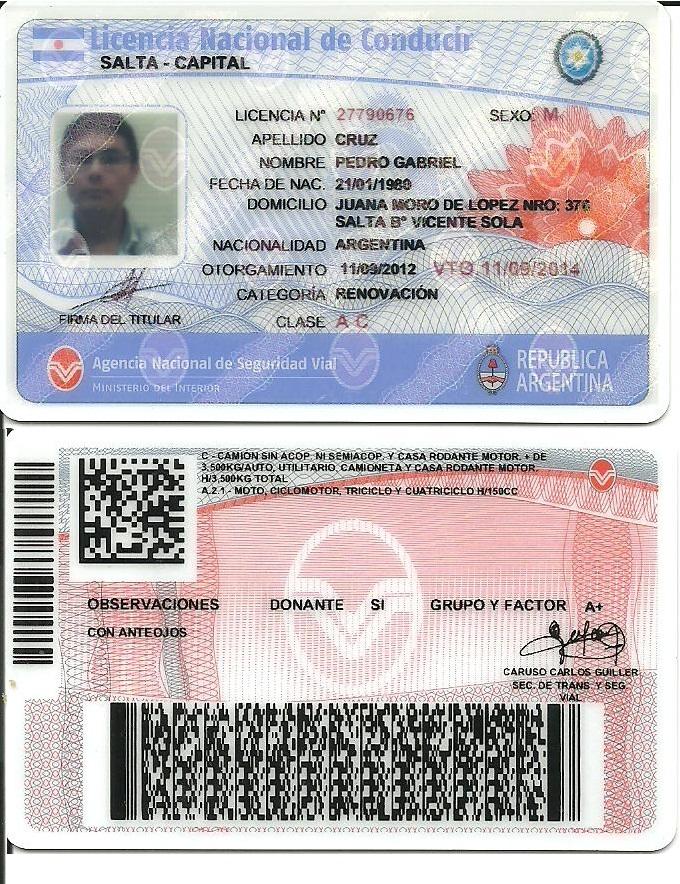 Licencia Nacional de Conducir
SALTA - CAPITAL
LICENCIA Nº 27790676 SEXO: M
APELLIDO CRUZ
NOMBRE PEDRO GABRIEL
FECHA DE NAC. 21/01/1980
DOMICILIO JUANA MORO DE LOPEZ NRO: 376
SALTA Bº VICENTE SOLA
NACIONALIDAD ARGENTINA
OTORGAMIENTO 11/09/2012 VTO 11/09/2014
CATEGORÍA RENOVACIÓN
FIRMA DEL TITULAR CLASE A C
Agencia Nacional de Seguridad Vial
MINISTERIO DEL INTERIOR
REPUBLICA
ARGENTINA
C - CAMION SIN ACOP. NI SEMIACOP. Y CASA RODANTE MOTOR. + DE
3,500KG/AUTO, UTILITARIO, CAMIONETA Y CASA RODANTE MOTOR.
H/3,500KG TOTAL
A.2.1 - MOTO, CICLOMOTOR, TRICICLO Y CUATRICICLO H/150CC
OBSERVACIONES DONANTE SI GRUPO Y FACTOR A+
CON ANTEOJOS
CARUSO CARLOS GUILLER
SEC. DE TRANS. Y SEG.
VIAL